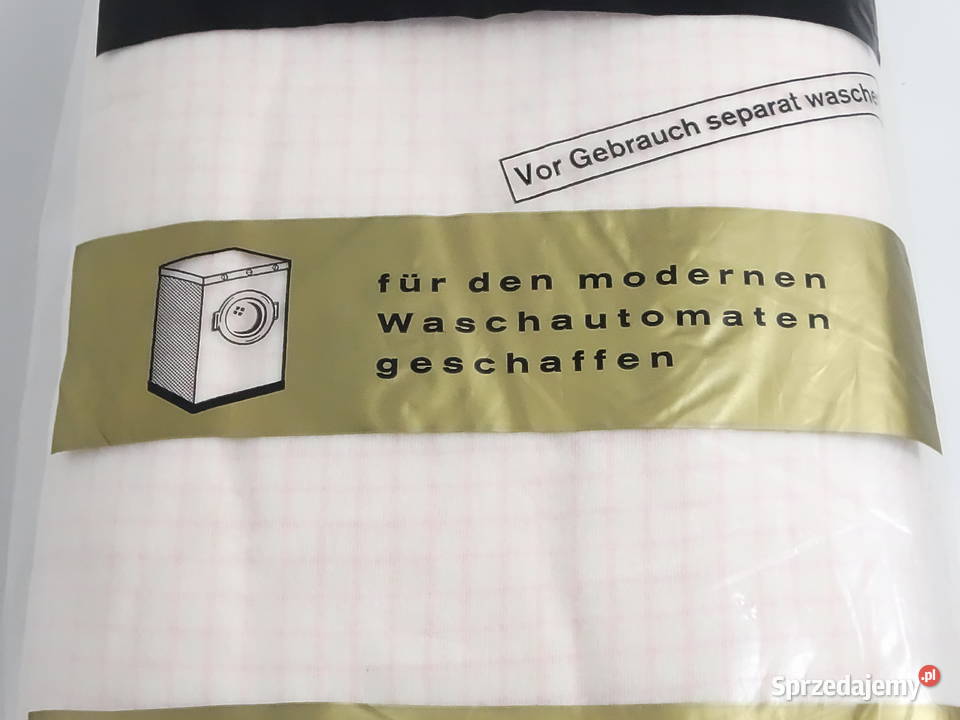 Vor Gebrauch separat wasche
für den modernen
Waschautomaten
geschaffen
Sprzedajemy.pl